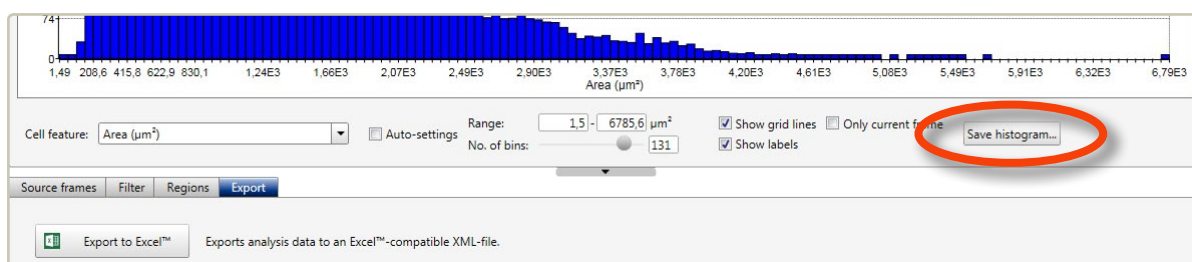 74
0
1,49 208,6 415,8 622,9 830,1 1,24E3 1,66E3 2,07E3 2,49E3 2,90E3 3,37E3 3,78E3 4,20E3 4,61E3 5,08E3 5,49E3 5,91E3 6,32E3 6,79E3
Area (µm²)
Cell feature: Area (µm²) Auto-settings Range: 1,5 - 6785,6 µm² Show grid lines Only current frame Save histogram...
No. of bins: 131 Show labels
Source frames Filter Regions Export
Export to Excel™ Exports analysis data to an Excel™-compatible XML-file.